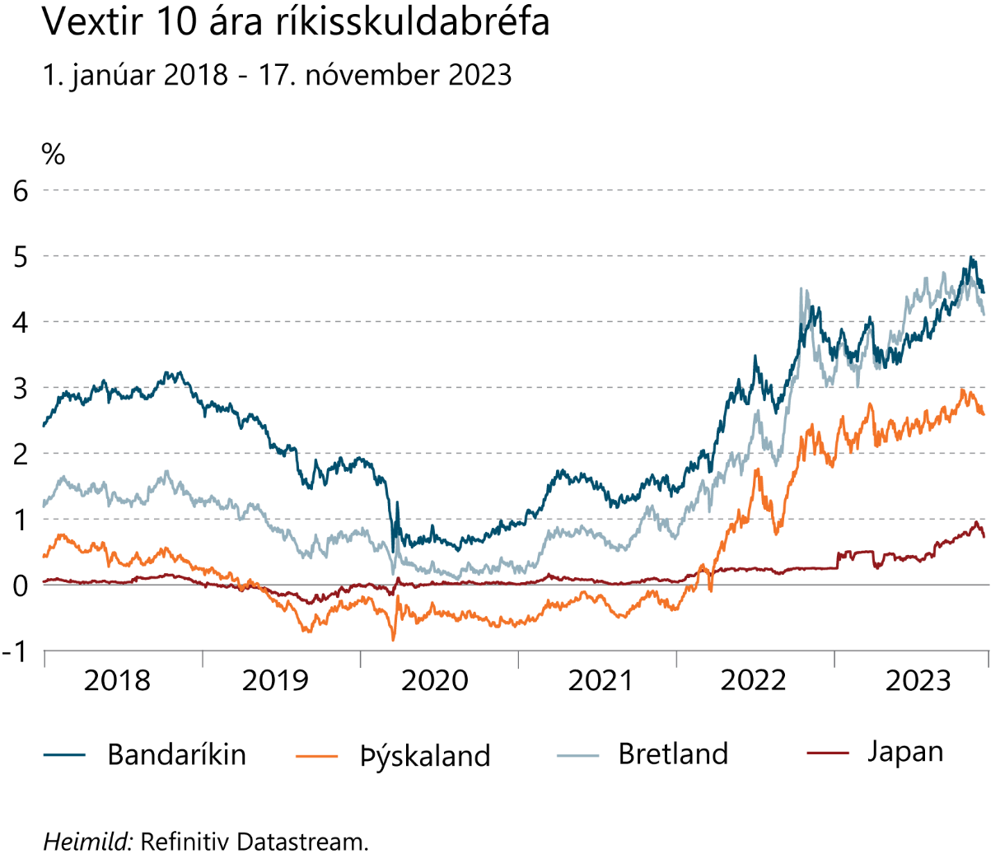 Vextir 10 ára ríkisskuldabréfa
1. janúar 2018 - 17. nóvember 2023
%
6
5
4
3
2
1
0
-1
2018 2019 2020 2021 2022 2023
Bandaríkin Þýskaland Bretland Japan
Heimild: Refinitiv Datastream.